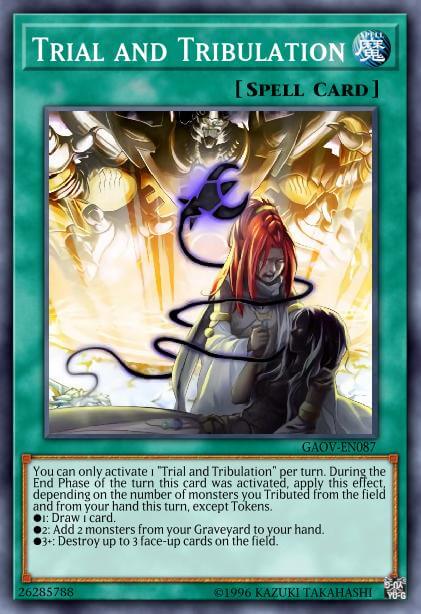 TRIAL AND TRIBULATION
SPELL
魔
[ SPELL CARD ]
GAOV-EN087
You can only activate 1 "Trial and Tribulation" per turn. During the
End Phase of the turn this card was activated, apply this effect,
depending on the number of monsters you Tributed from the field
and from your hand this turn, except Tokens.
●1: Draw 1 card.
●2: Add 2 monsters from your Graveyard to your hand.
●3+: Destroy up to 3 face-up cards on the field.
26285788
©1996 KAZUKI TAKAHASHI